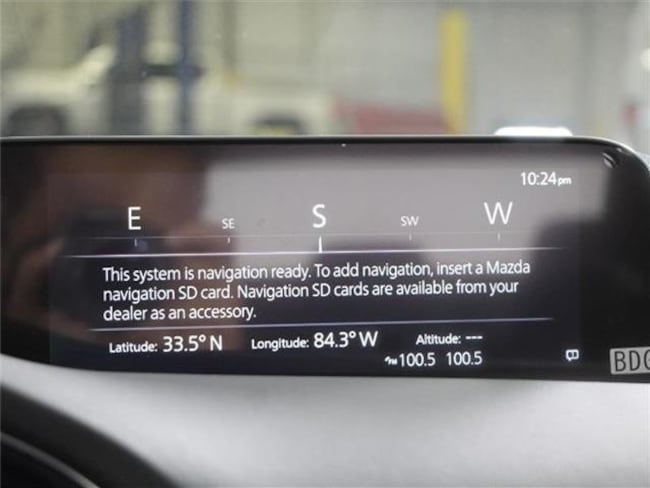 10:24pm
E SE S SW W
This system is navigation ready. To add navigation, insert a Mazda
navigation SD card. Navigation SD cards are available from your
dealer as an accessory.
Latitude: 33.5° N Longitude: 84.3° W Altitude: ---
FM 100.5 100.5